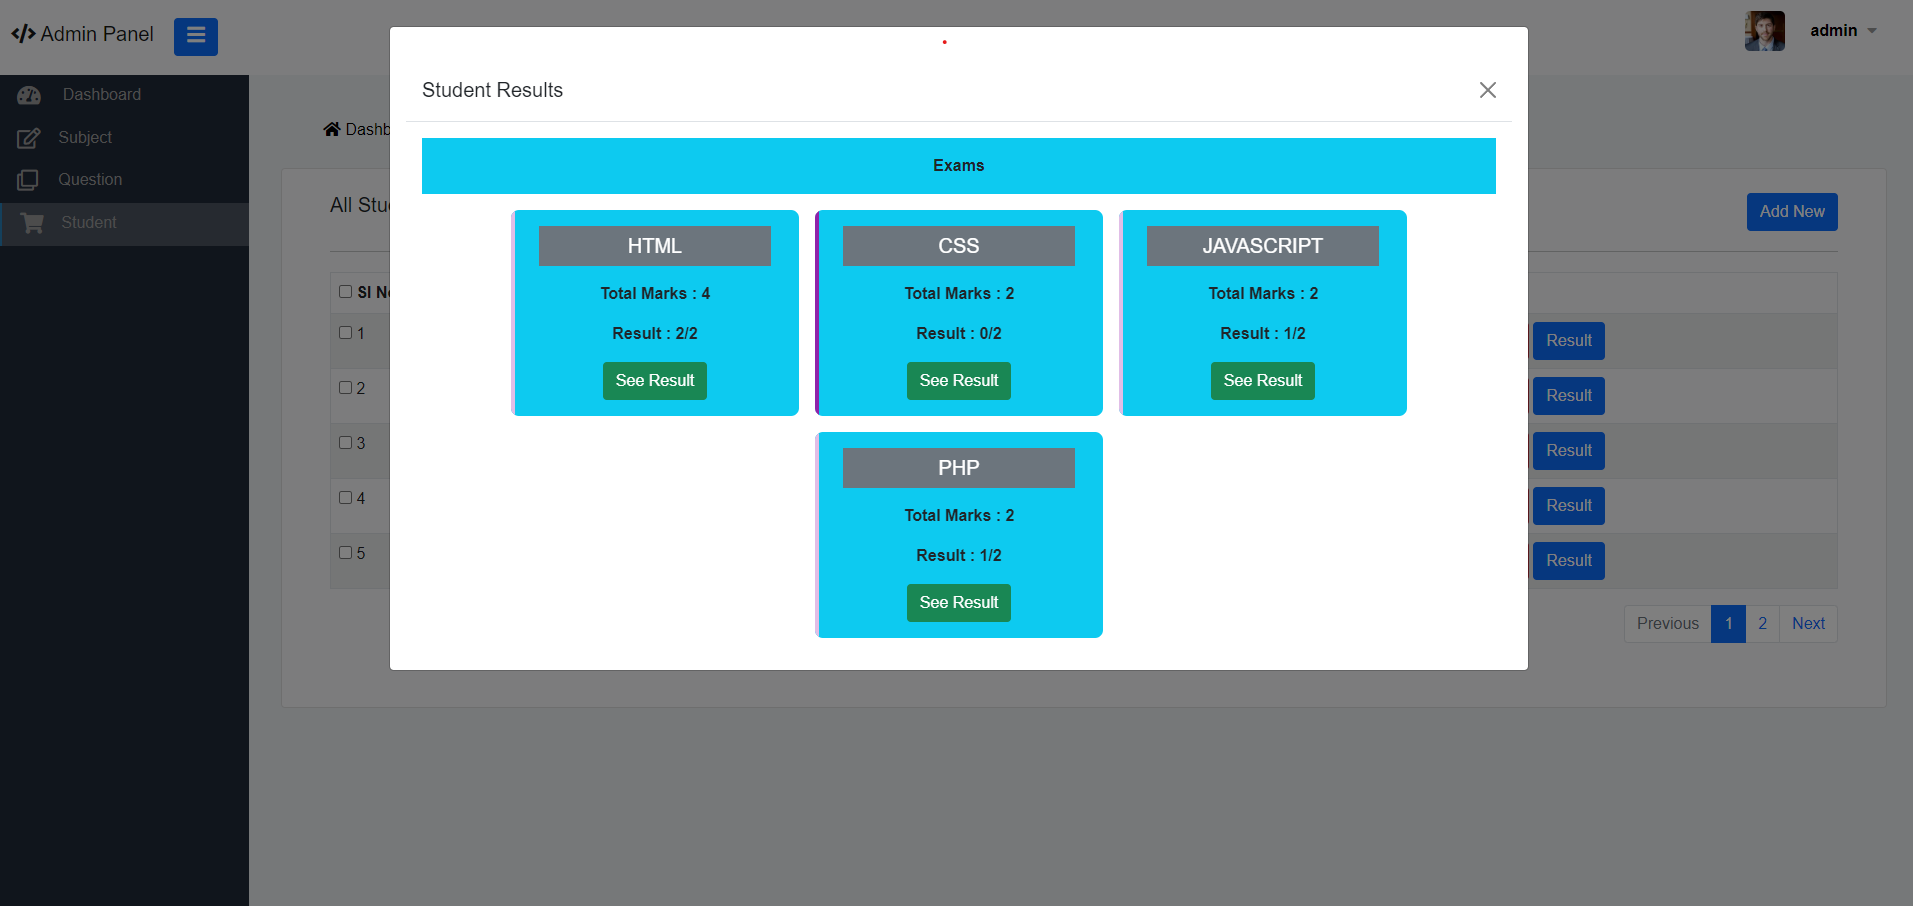 Admin Panel
admin
Dashboard
Subject
Question
Student
Student Results
Exams
HTML
Total Marks : 4
Result : 2/2
See Result
CSS
Total Marks : 2
Result : 0/2
See Result
JAVASCRIPT
Total Marks : 2
Result : 1/2
See Result
PHP
Total Marks : 2
Result : 1/2
See Result
Dashb
All Stu
Add New
Sl N
1
Result
2
Result
3
Result
4
Result
5
Result
Previous 1 2 Next